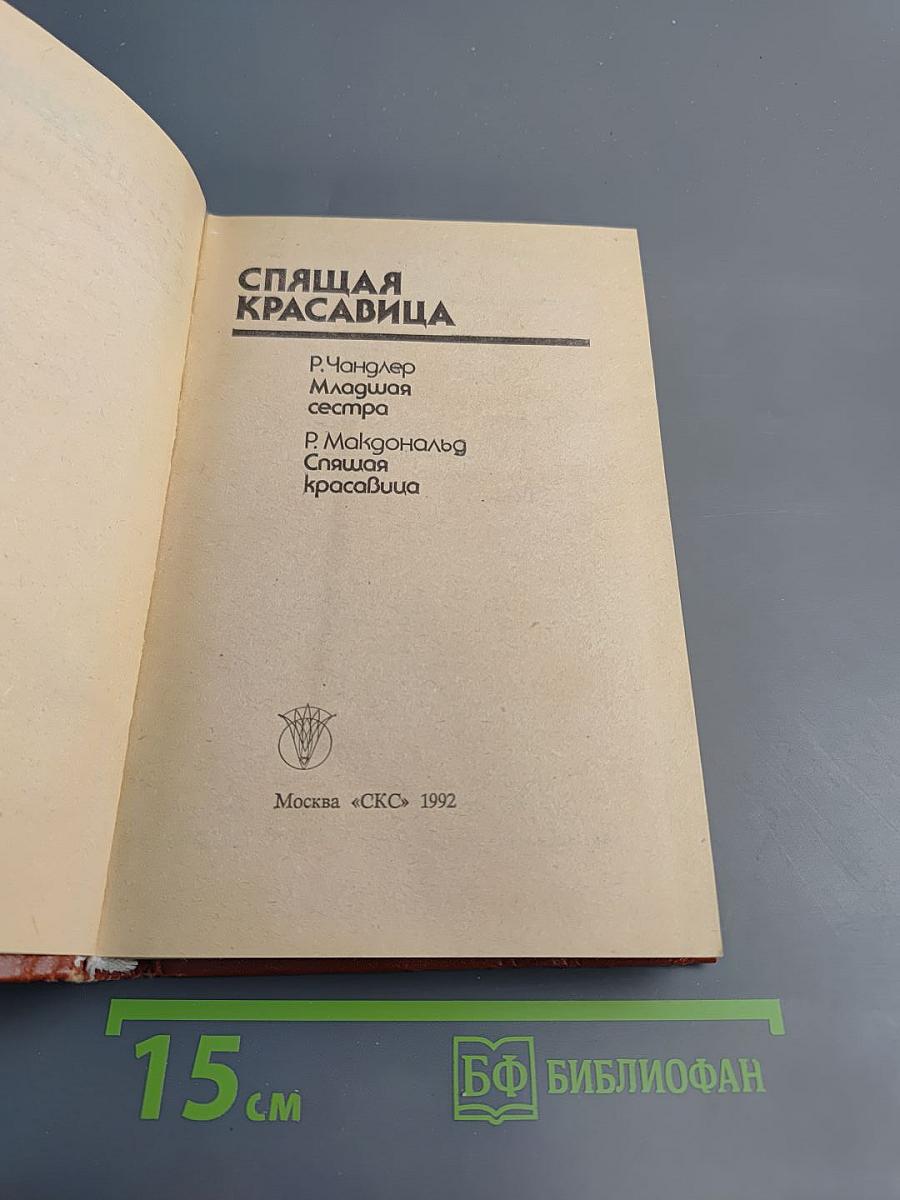 СПЯЩАЯ
КРАСАВИЦА
Р. Чандлер
Младшая
сестра
Р. Макдональд
Спящая
красавица
Москва «СКС» 1992
15 см
БФ БИБЛИОФАН